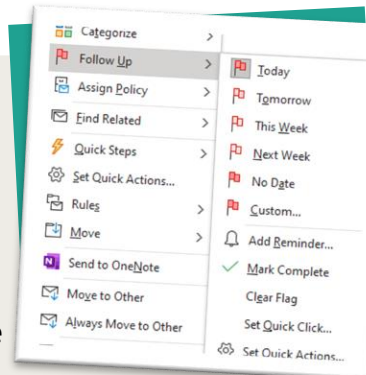 Categorize
Follow Up
Assign Policy
Find Related
Quick Steps
Set Quick Actions...
Rules
Move
Send to OneNote
Move to Other
Always Move to Other
Today
Tomorrow
This Week
Next Week
No Date
Custom...
Add Reminder...
Mark Complete
Clear Flag
Set Quick Click...
Set Quick Actions...
e